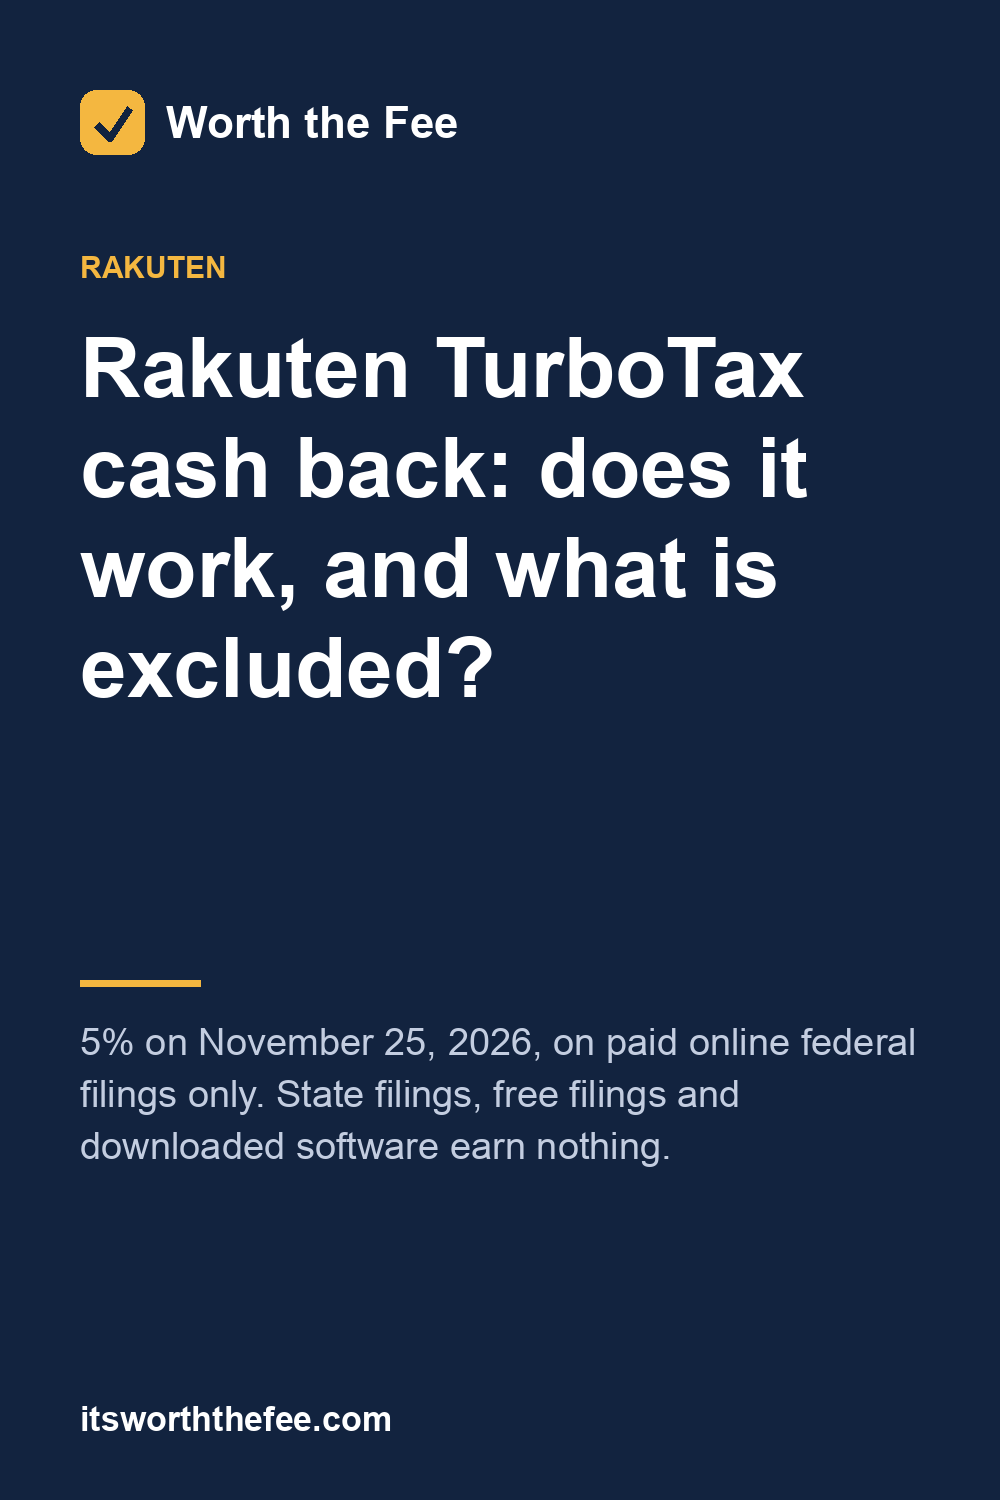 Worth the Fee
RAKUTEN
Rakuten TurboTax
cash back: does it
work, and what is
excluded?
5% on November 25, 2026, on paid online federal
filings only. State filings, free filings and
downloaded software earn nothing.
itsworththefee.com